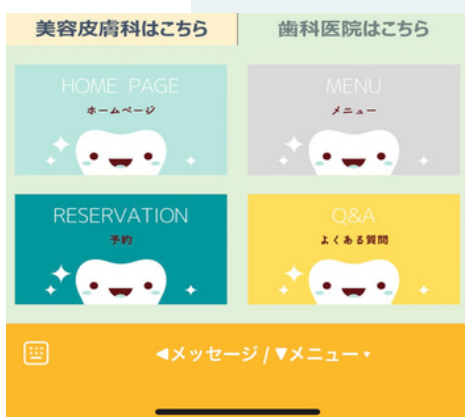 美容皮膚科はこちら
歯科医院はこちら
HOME PAGE
ホームページ
MENU
メニュー
RESERVATION
予約
Q&A
よくある質問
◀メッセージ / ▼メニュー ▾